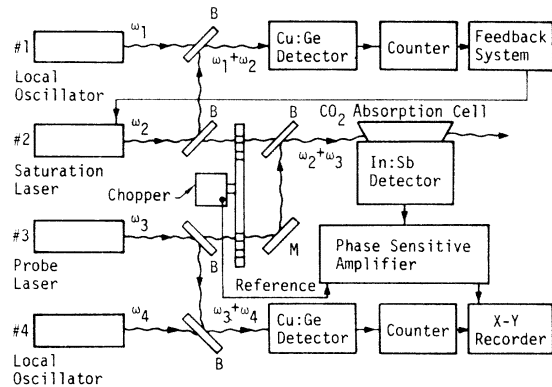 #1
Local
Oscillator
ω1
B
ω1+ω2
Cu:Ge
Detector
Counter
Feedback
System
#2
Saturation
Laser
ω2
B
B
ω2+ω3
CO2 Absorption Cell
In:Sb
Detector
Chopper
#3
Probe
Laser
ω3
B
M
Reference
Phase Sensitive
Amplifier
#4
Local
Oscillator
ω4
B
ω3+ω4
Cu:Ge
Detector
Counter
X-Y
Recorder